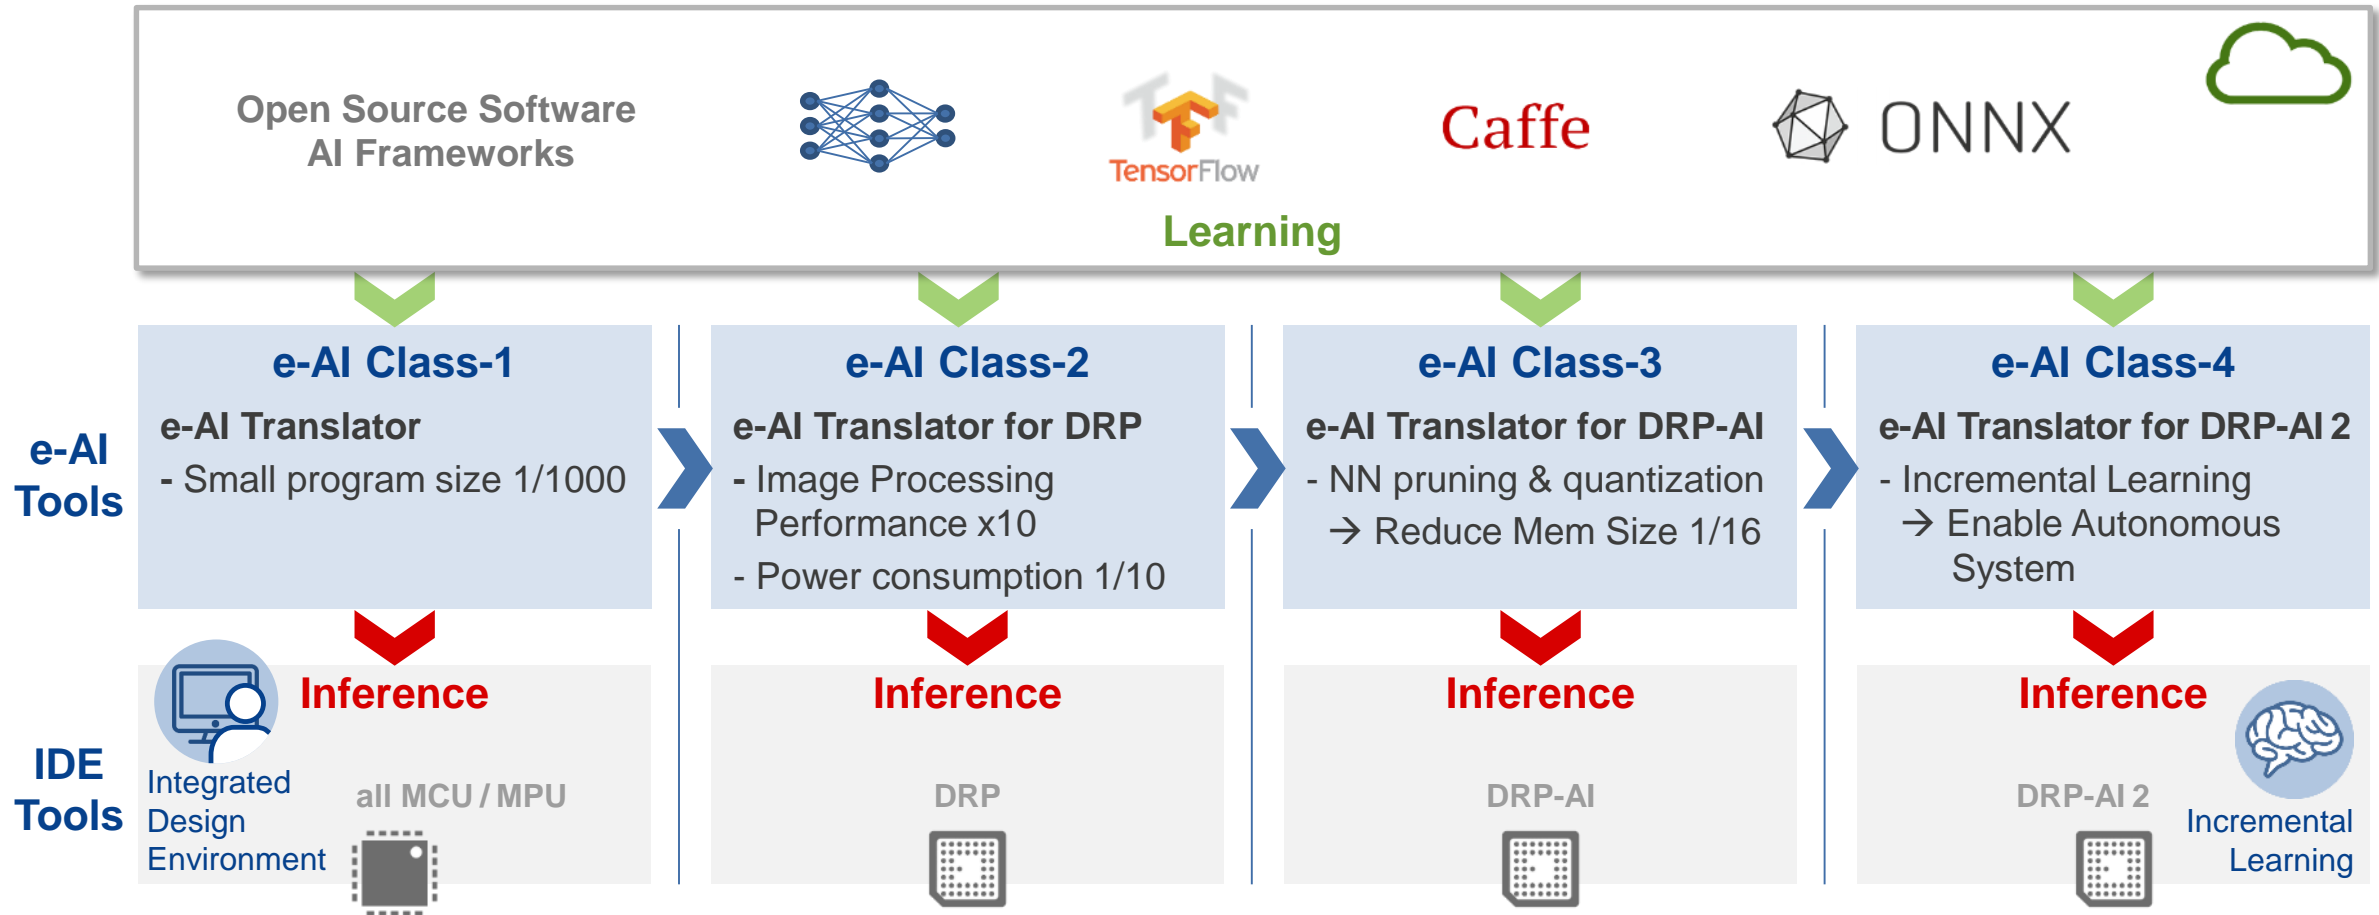 Open Source Software
AI Frameworks
TensorFlow
Caffe
ONNX
Learning
e-AI
Tools
e-AI Class-1
e-AI Translator
- Small program size 1/1000
e-AI Class-2
e-AI Translator for DRP
- Image Processing
Performance x10
- Power consumption 1/10
e-AI Class-3
e-AI Translator for DRP-AI
- NN pruning & quantization
→ Reduce Mem Size 1/16
e-AI Class-4
e-AI Translator for DRP-AI 2
- Incremental Learning
→ Enable Autonomous
System
IDE
Tools
Inference
Integrated
Design
Environment
all MCU / MPU
Inference
DRP
Inference
DRP-AI
Inference
DRP-AI 2
Incremental
Learning